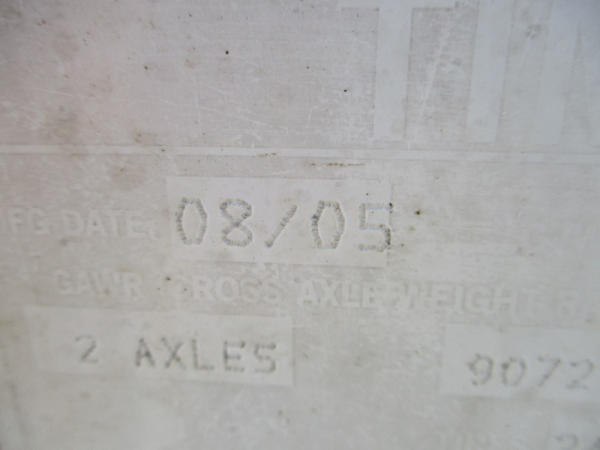 MFG DATE: 08/05
GAWR GROSS AXLE WEIGHT
2 AXLES 9072